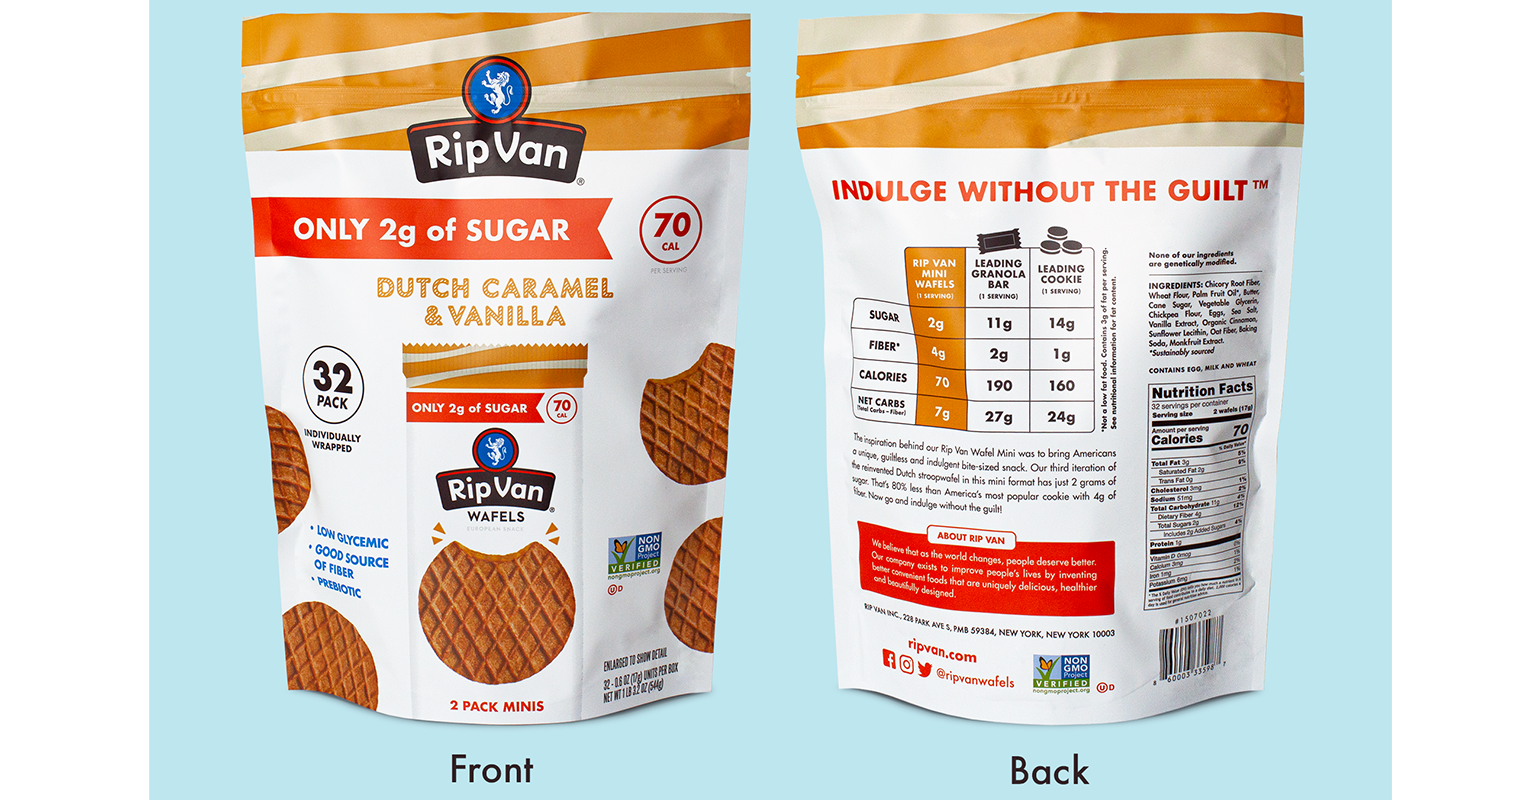 Rip Van
®
ONLY 2g of SUGAR
70
CAL
PER SERVING
DUTCH CARAMEL
& VANILLA
32
PACK
INDIVIDUALLY
WRAPPED
ONLY 2g of SUGAR
70
CAL
Rip Van
®
WAFELS
EUROPEAN SNACK
• LOW GLYCEMIC
• GOOD SOURCE
OF FIBER
• PREBIOTIC
NON
GMO
Project
VERIFIED
nongmoproject.org
U D
ENLARGED TO SHOW DETAIL
32 - 0.6 OZ (17g) UNITS PER BOX
NET WT 1 LB 3.2 OZ (544g)
2 PACK MINIS
Front
INDULGE WITHOUT THE GUILT™
RIP VAN
MINI
WAFELS
(1 SERVING)
LEADING
GRANOLA
BAR
(1 SERVING)
LEADING
COOKIE
(1 SERVING)
SUGAR 2g 11g 14g
FIBER* 4g 2g 1g
CALORIES 70 190 160
NET CARBS 7g 27g 24g
(Total Carbs – Fiber)
*Not a low fat food. Contains 3g of fat per serving.
See nutritional information for fat content.
The inspiration behind our Rip Van Wafel Mini was to bring Americans
a unique, guiltless and indulgent bite-sized snack. Our third iteration of
the reinvented Dutch stroopwafel in this mini format has just 2 grams of
sugar. That's 80% less than America's most popular cookie with 4g of
fiber. Now go and indulge without the guilt!
ABOUT RIP VAN
We believe that as the world changes, people deserve better.
Our company exists to improve people's lives by inventing
better convenient foods that are uniquely delicious, healthier
and beautifully designed.
RIP VAN INC., 228 PARK AVE S, PMB 59384, NEW YORK, NEW YORK 10003
ripvan.com
@ripvanwafels
NON
GMO
Project
VERIFIED
nongmoproject.org
U D
None of our ingredients
are genetically modified.
INGREDIENTS: Chicory Root Fiber,
Wheat Flour, Palm Fruit Oil*, Butter,
Cane Sugar, Vegetable Glycerin,
Chickpea Flour, Eggs, Sea Salt,
Vanilla Extract, Organic Cinnamon,
Sunflower Lecithin, Oat Fiber, Baking
Soda, Monkfruit Extract.
*Sustainably sourced
CONTAINS EGG, MILK AND WHEAT
Nutrition Facts
32 servings per container
Serving size 2 wafels (17g)
Amount per serving
Calories 70
% Daily Value*
Total Fat 3g 5%
Saturated Fat 2g 8%
Trans Fat 0g
Cholesterol 3mg 1%
Sodium 51mg 2%
Total Carbohydrate 11g 4%
Dietary Fiber 4g 12%
Total Sugars 2g
Includes 2g Added Sugars 4%
Protein 1g
Vitamin D 0mcg
Calcium 3mg
Iron 1mg
Potassium 6mg
#1507022
8 60003 33598 7
Back